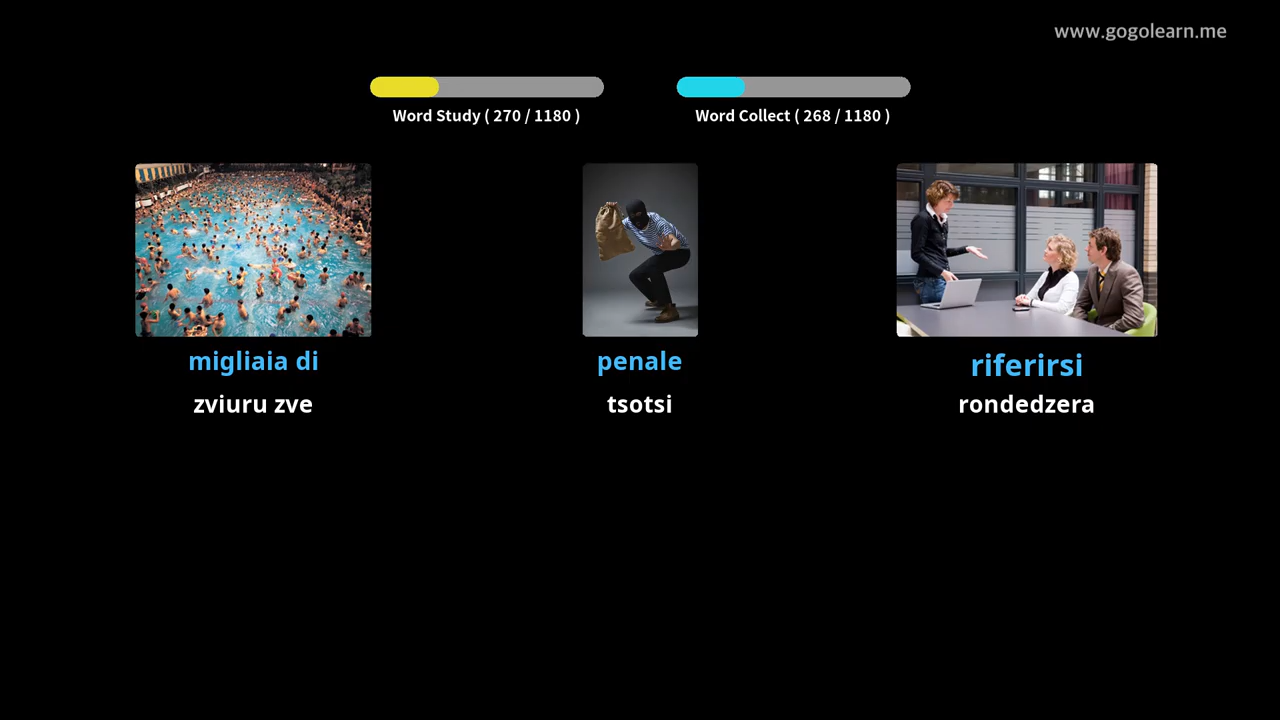 www.gogolearn.me
Word Study ( 270 / 1180 )
Word Collect ( 268 / 1180 )
migliaia di
zviuru zve
penale
tsotsi
riferirsi
rondedzera